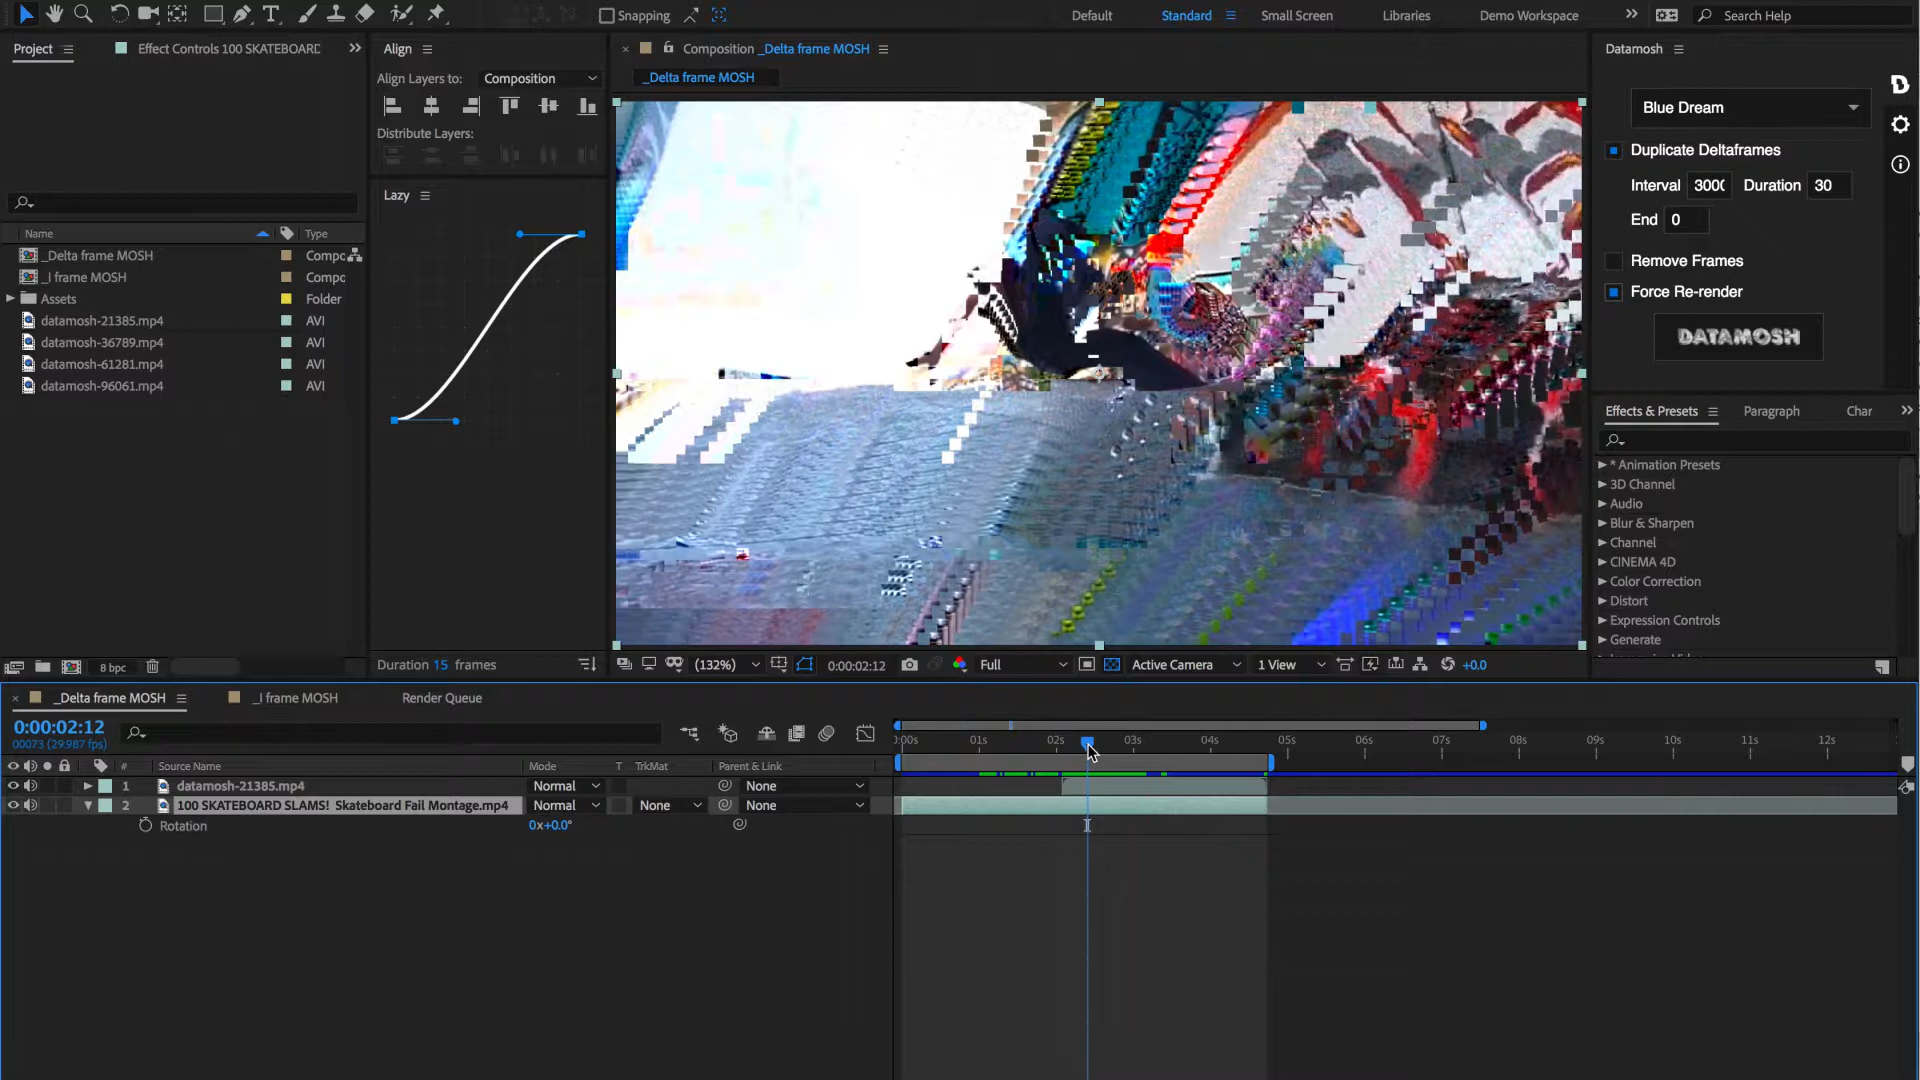 Snapping
Default
Standard
Small Screen
Libraries
Demo Workspace
Search Help
Project
Effect Controls 100 SKATEBOARD
Align
Composition _Delta frame MOSH
Datamosh
Align Layers to:
Composition
_Delta frame MOSH
Blue Dream
Distribute Layers:
Duplicate Deltaframes
Interval 300 Duration 30
End 0
Lazy
Remove Frames
Force Re-render
DATAMOSH
Name
Type
_Delta frame MOSH
Compc
_I frame MOSH
Compc
Assets
Folder
datamosh-21385.mp4
AVI
datamosh-36789.mp4
AVI
datamosh-61281.mp4
AVI
datamosh-96061.mp4
AVI
Effects & Presets
Paragraph
Char
* Animation Presets
3D Channel
Audio
Blur & Sharpen
Channel
CINEMA 4D
Color Correction
Distort
Expression Controls
Generate
8 bpc
Duration 15 frames
(132%)
0:00:02:12
Full
Active Camera
1 View
+0.0
_Delta frame MOSH
_I frame MOSH
Render Queue
0:00:02:12
00073 (29.987 fps)
:00s
01s
02s
03s
04s
05s
06s
07s
08s
09s
10s
11s
12s
#
Source Name
Mode
T
TrkMat
Parent & Link
1
datamosh-21385.mp4
Normal
None
2
100 SKATEBOARD SLAMS! Skateboard Fail Montage.mp4
Normal
None
None
Rotation
0x+0.0°